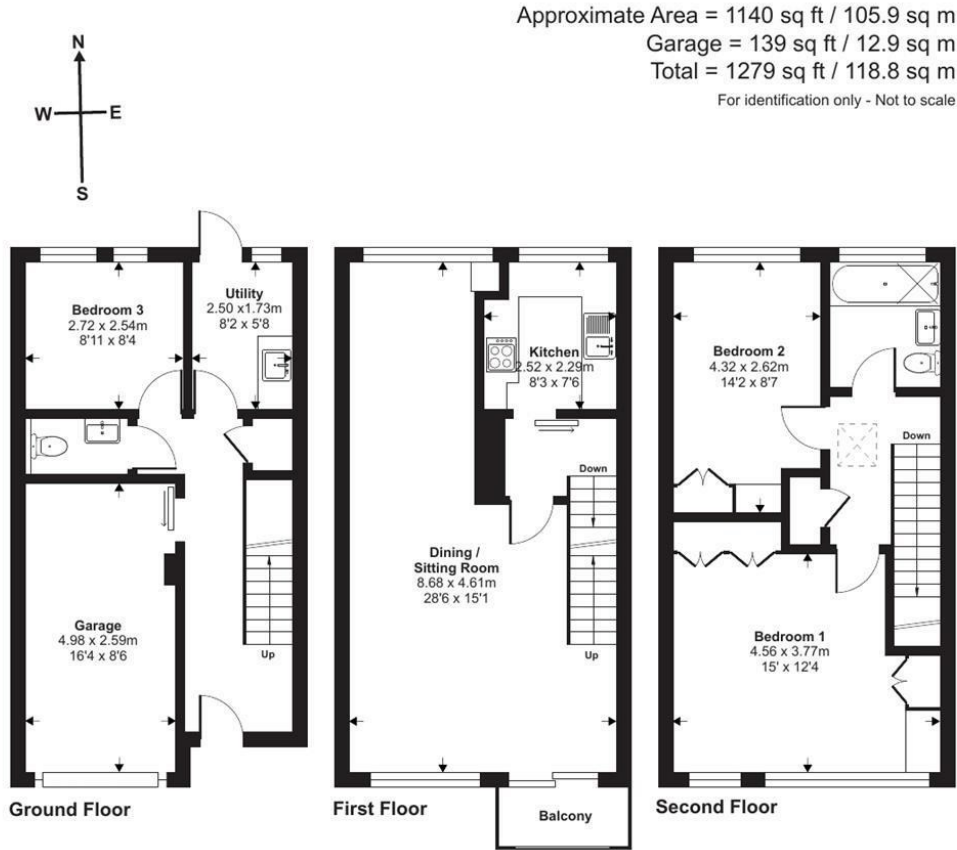 Approximate Area = 1140 sq ft / 105.9 sq m
Garage = 139 sq ft / 12.9 sq m
Total = 1279 sq ft / 118.8 sq m
For identification only - Not to scale
N
W
E
S
Bedroom 3
2.72 x 2.54m
8'11 x 8'4
Utility
2.50 x1.73m
8'2 x 5'8
Garage
4.98 x 2.59m
16'4 x 8'6
Up
Ground Floor
Kitchen
2.52 x 2.29m
8'3 x 7'6
Down
Dining /
Sitting Room
8.68 x 4.61m
28'6 x 15'1
Up
Balcony
First Floor
Bedroom 2
4.32 x 2.62m
14'2 x 8'7
Down
Bedroom 1
4.56 x 3.77m
15' x 12'4
Second Floor